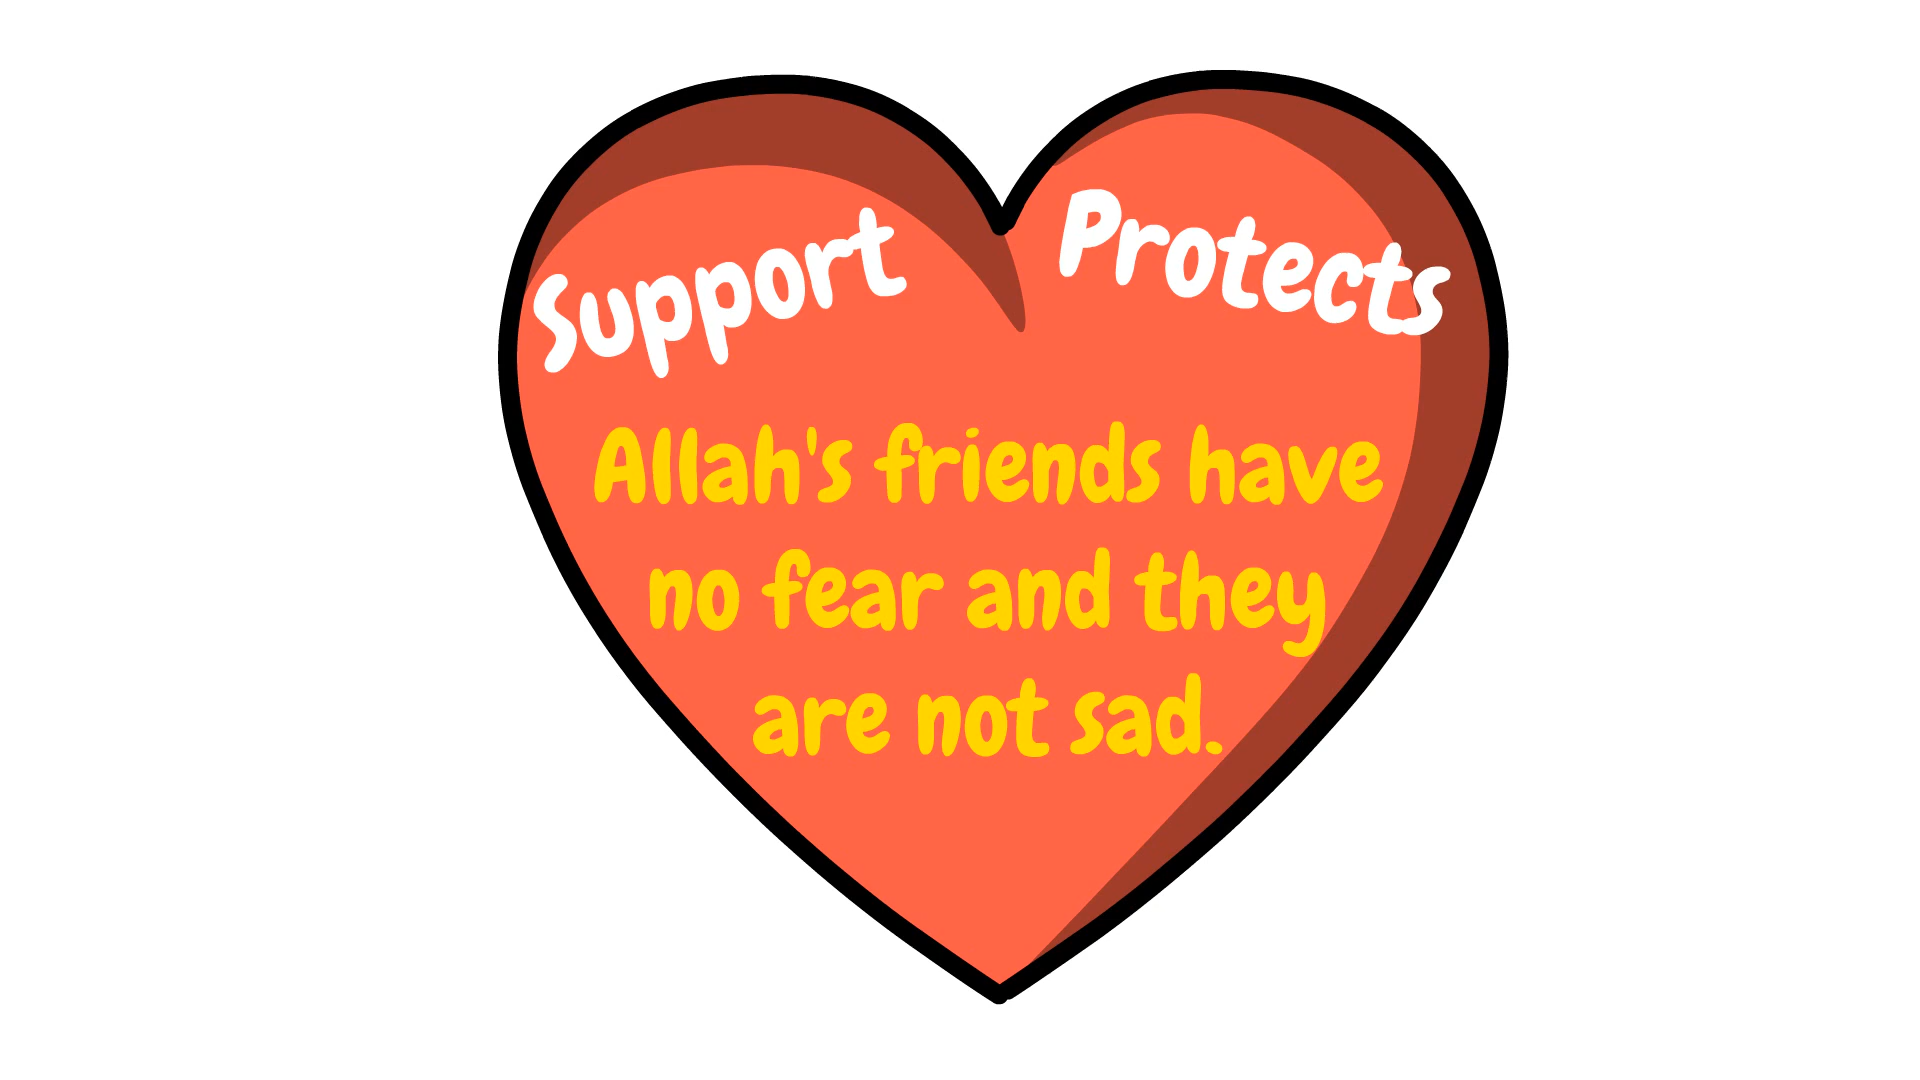 Support
Protects
Allah's friends have
no fear and they
are not sad.